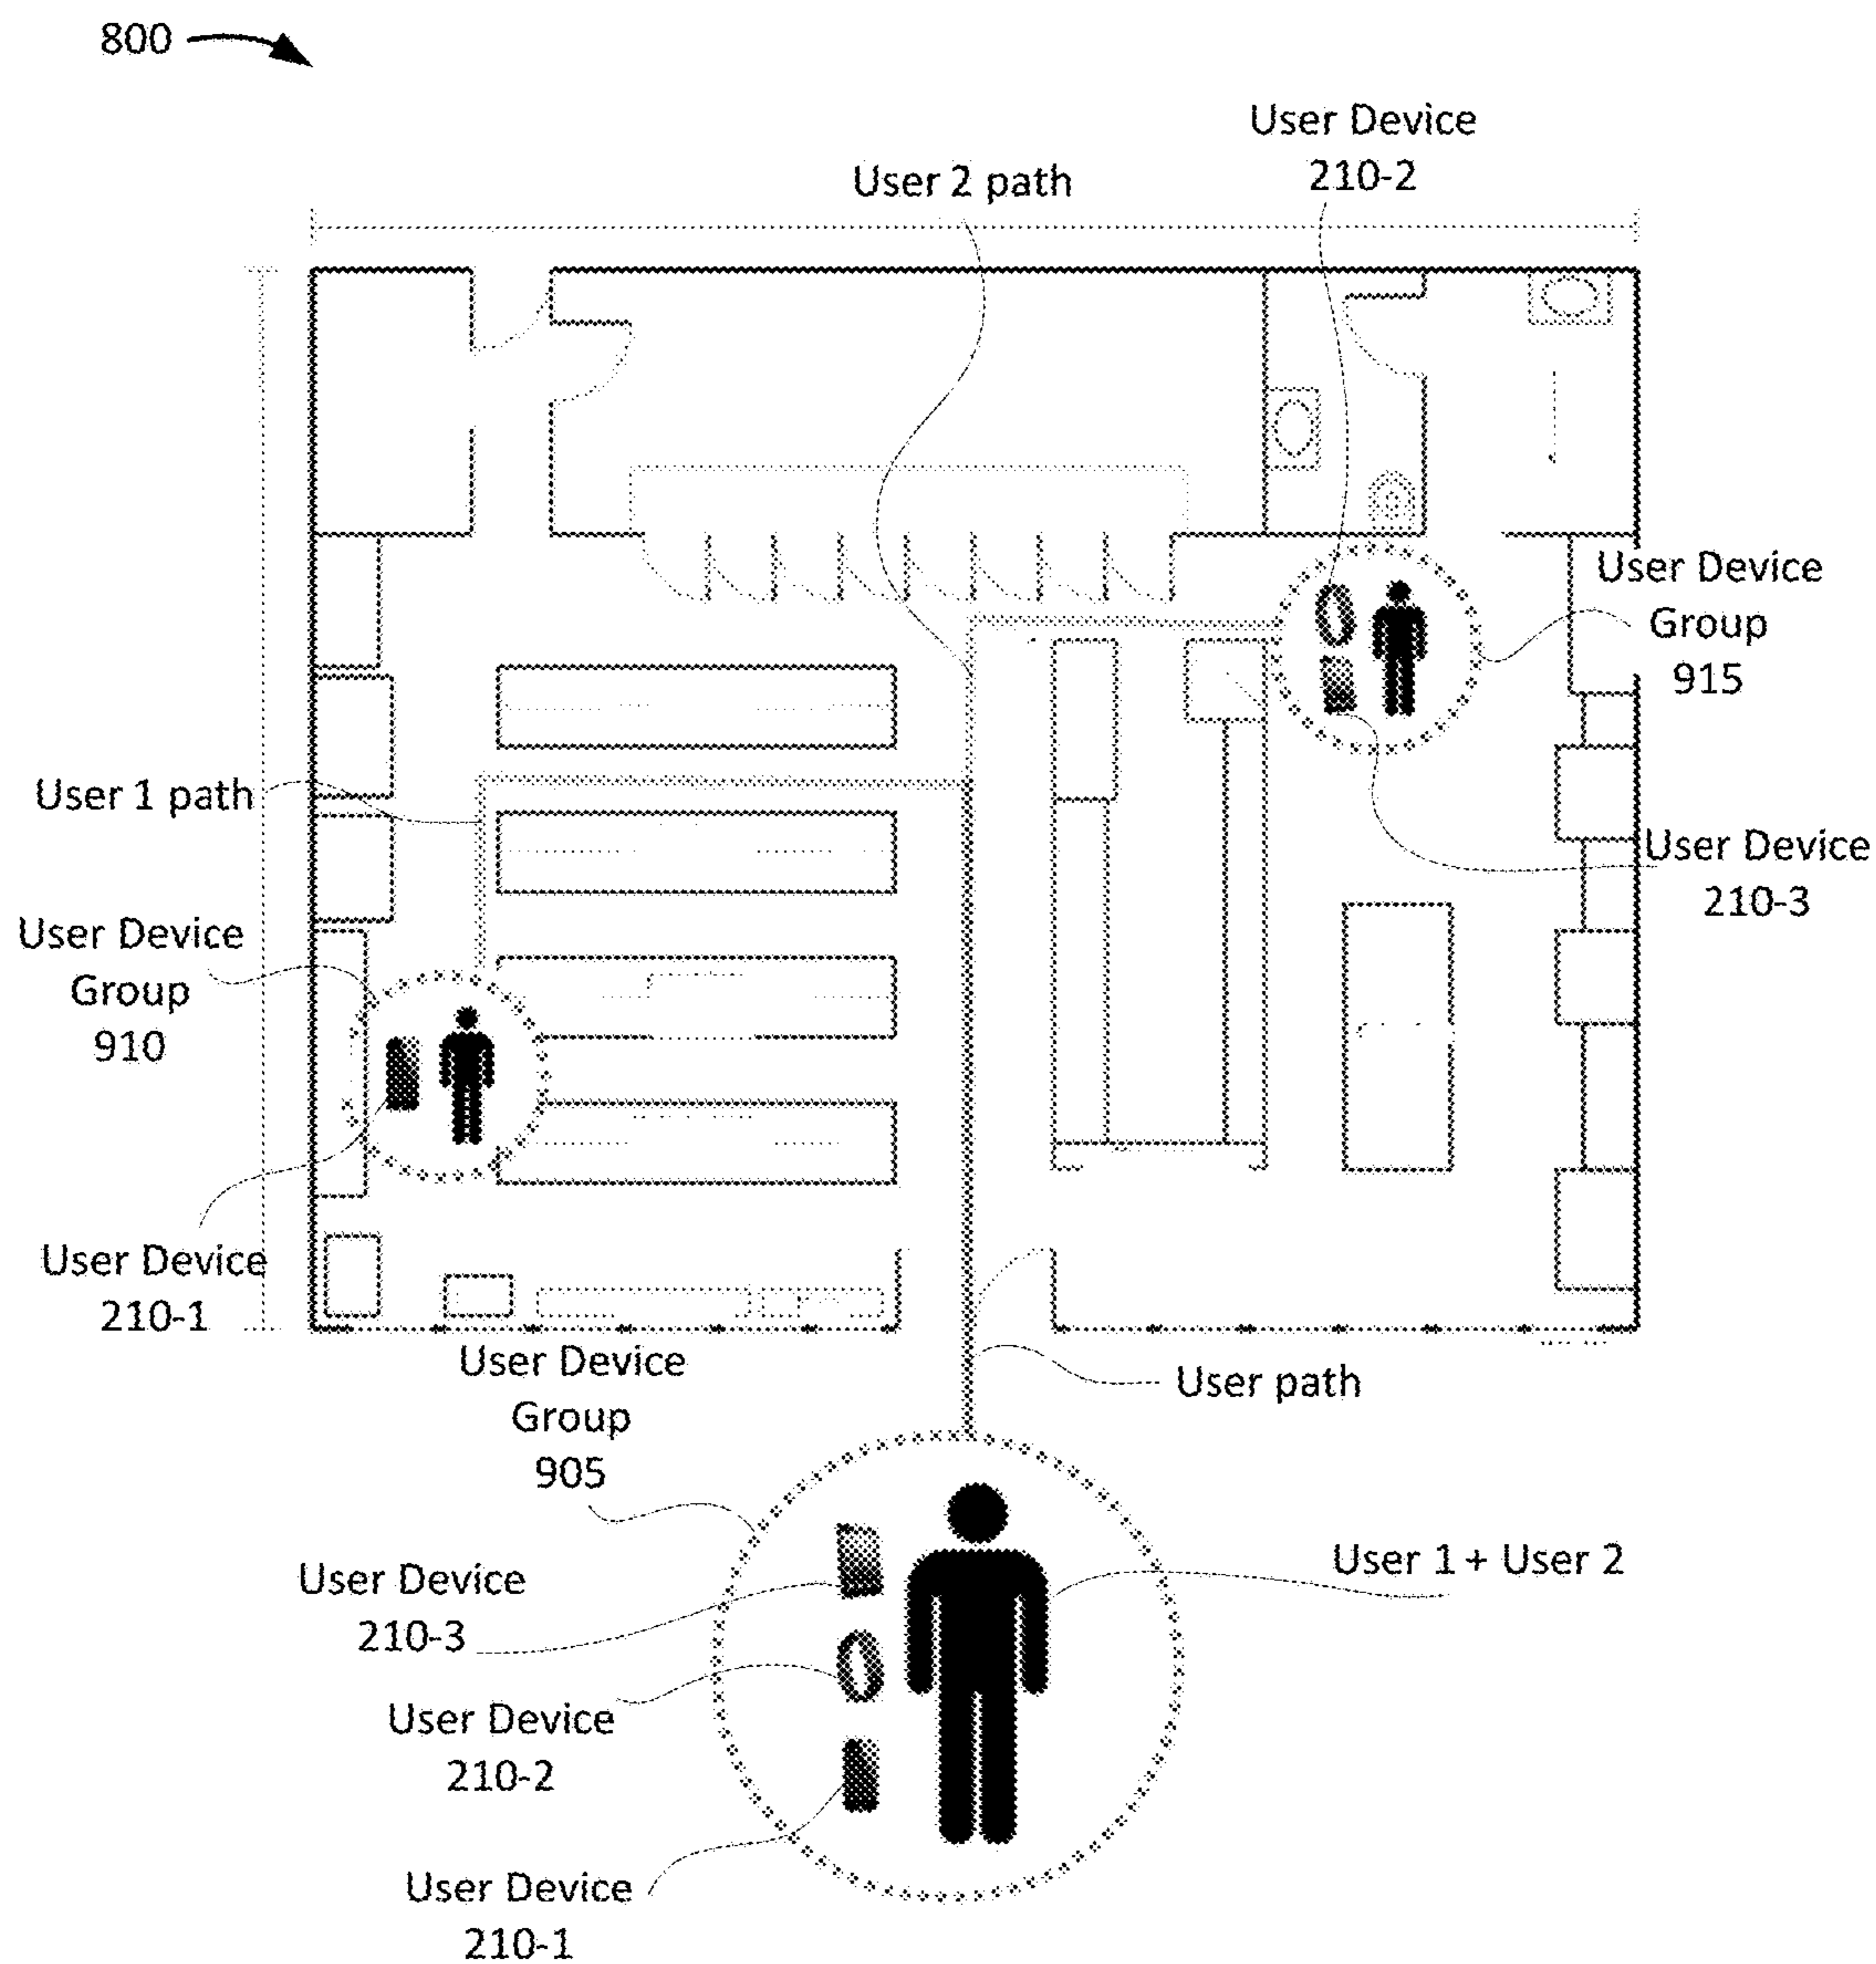 800
User Device
210-2
User 2 path
User Device
Group
915
User 1 path
User Device
210-3
User Device
Group
910
User Device
210-1
User Device
Group
905
User path
User Device
210-3
User 1 + User 2
User Device
210-2
User Device
210-1